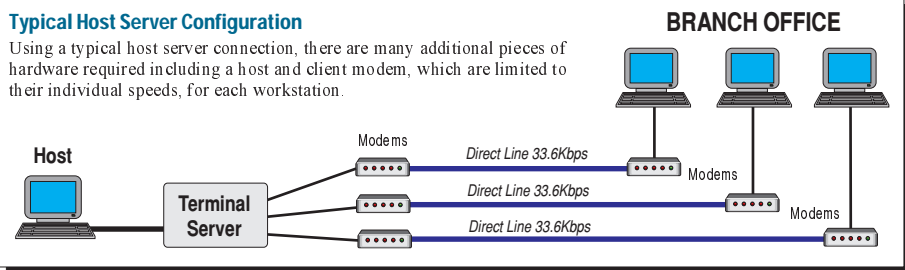 Typical Host Server Configuration
Using a typical host server connection, there are many additional pieces of
hardware required including a host and client modem, which are limited to
their individual speeds, for each workstation.
BRANCH OFFICE
Host
Terminal
Server
Modems
Direct Line 33.6Kbps
Modems
Direct Line 33.6Kbps
Modems
Direct Line 33.6Kbps